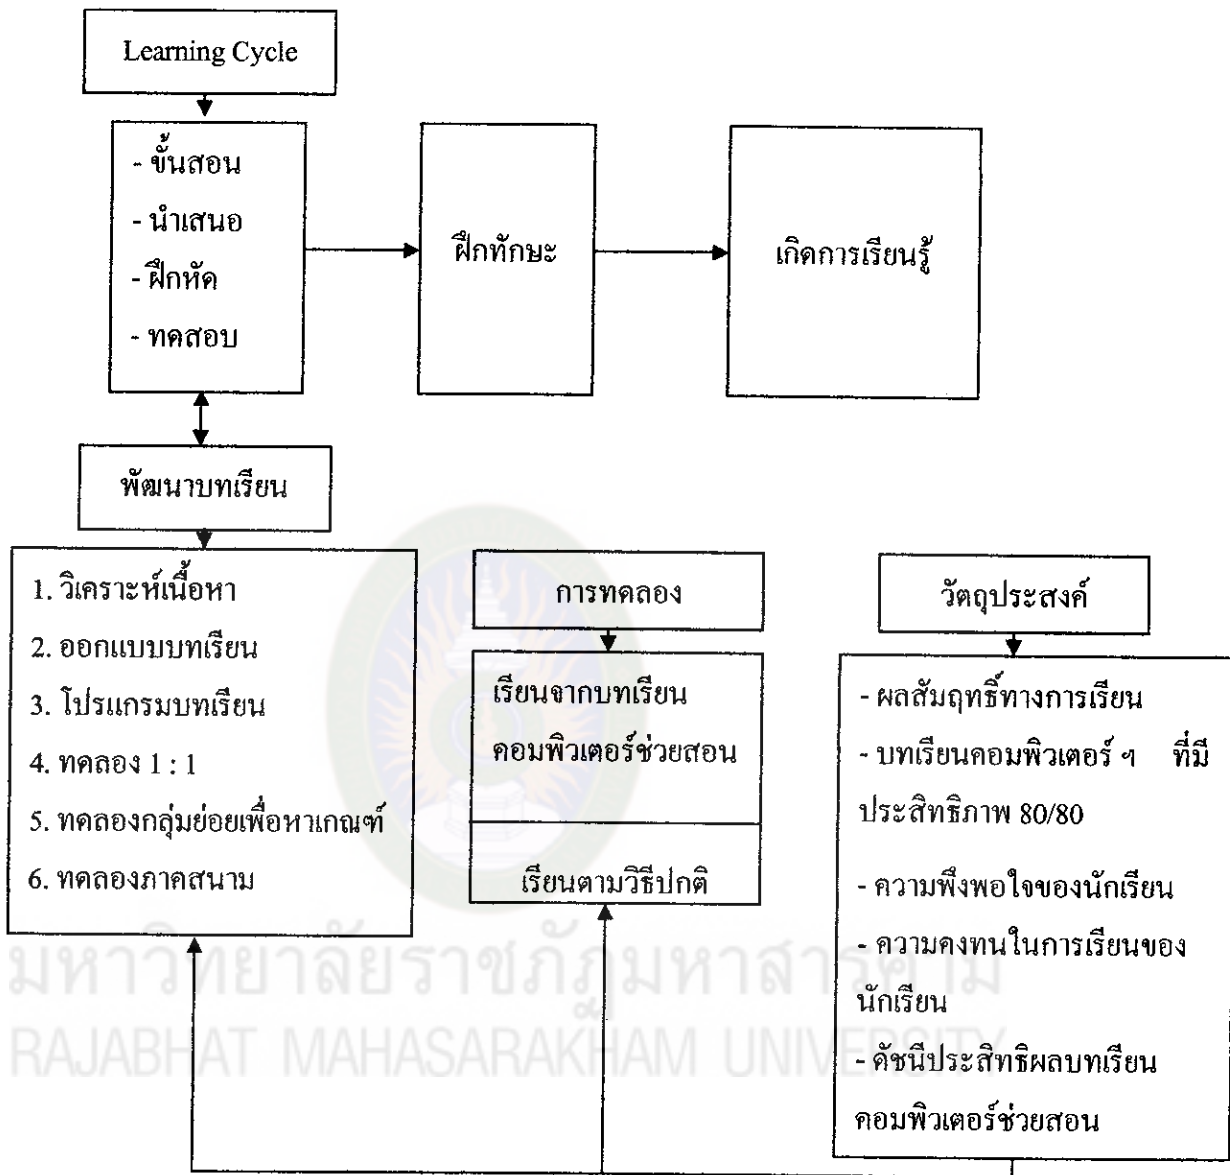 Learning Cycle
- ขั้นสอน
- นำเสนอ
- ฝึกหัด
- ทดสอบ
ฝึกทักษะ
เกิดการเรียนรู้
พัฒนาบทเรียน
1. วิเคราะห์เนื้อหา
2. ออกแบบบทเรียน
3. โปรแกรมบทเรียน
4. ทดลอง 1 : 1
5. ทดลองกลุ่มย่อยเพื่อหาเกณฑ์
6. ทดลองภาคสนาม
การทดลอง
เรียนจากบทเรียน
คอมพิวเตอร์ช่วยสอน
เรียนตามวิธีปกติ
วัตถุประสงค์
- ผลสัมฤทธิ์ทางการเรียน
- บทเรียนคอมพิวเตอร์ ฯ ที่มี
ประสิทธิภาพ 80/80
- ความพึงพอใจของนักเรียน
- ความคงทนในการเรียนของ
นักเรียน
- ดัชนีประสิทธิผลบทเรียน
คอมพิวเตอร์ช่วยสอน
มหาวิทยาลัยราชภัฏมหาสารคาม
RAJABHAT MAHASARAKHAM UNIVERSITY